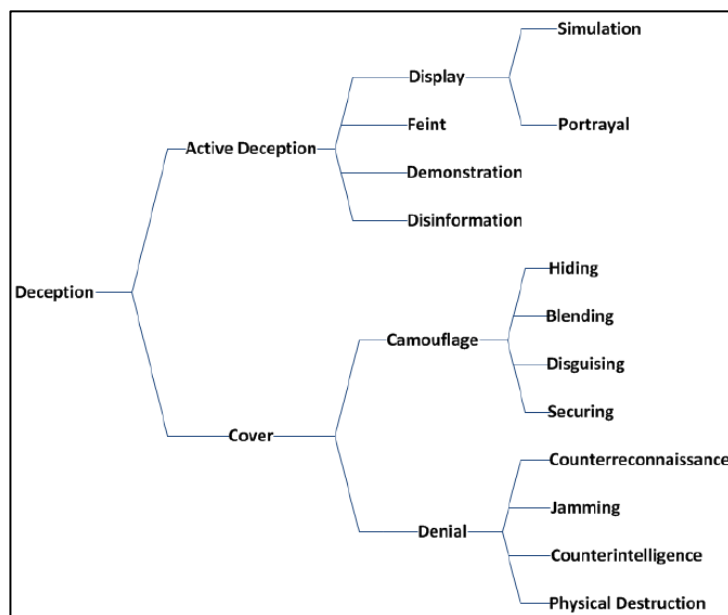 Simulation
Display
Feint
Portrayal
Active Deception
Demonstration
Disinformation
Hiding
Deception
Blending
Camouflage
Disguising
Securing
Cover
Counterreconnaissance
Jamming
Denial
Counterintelligence
Physical Destruction